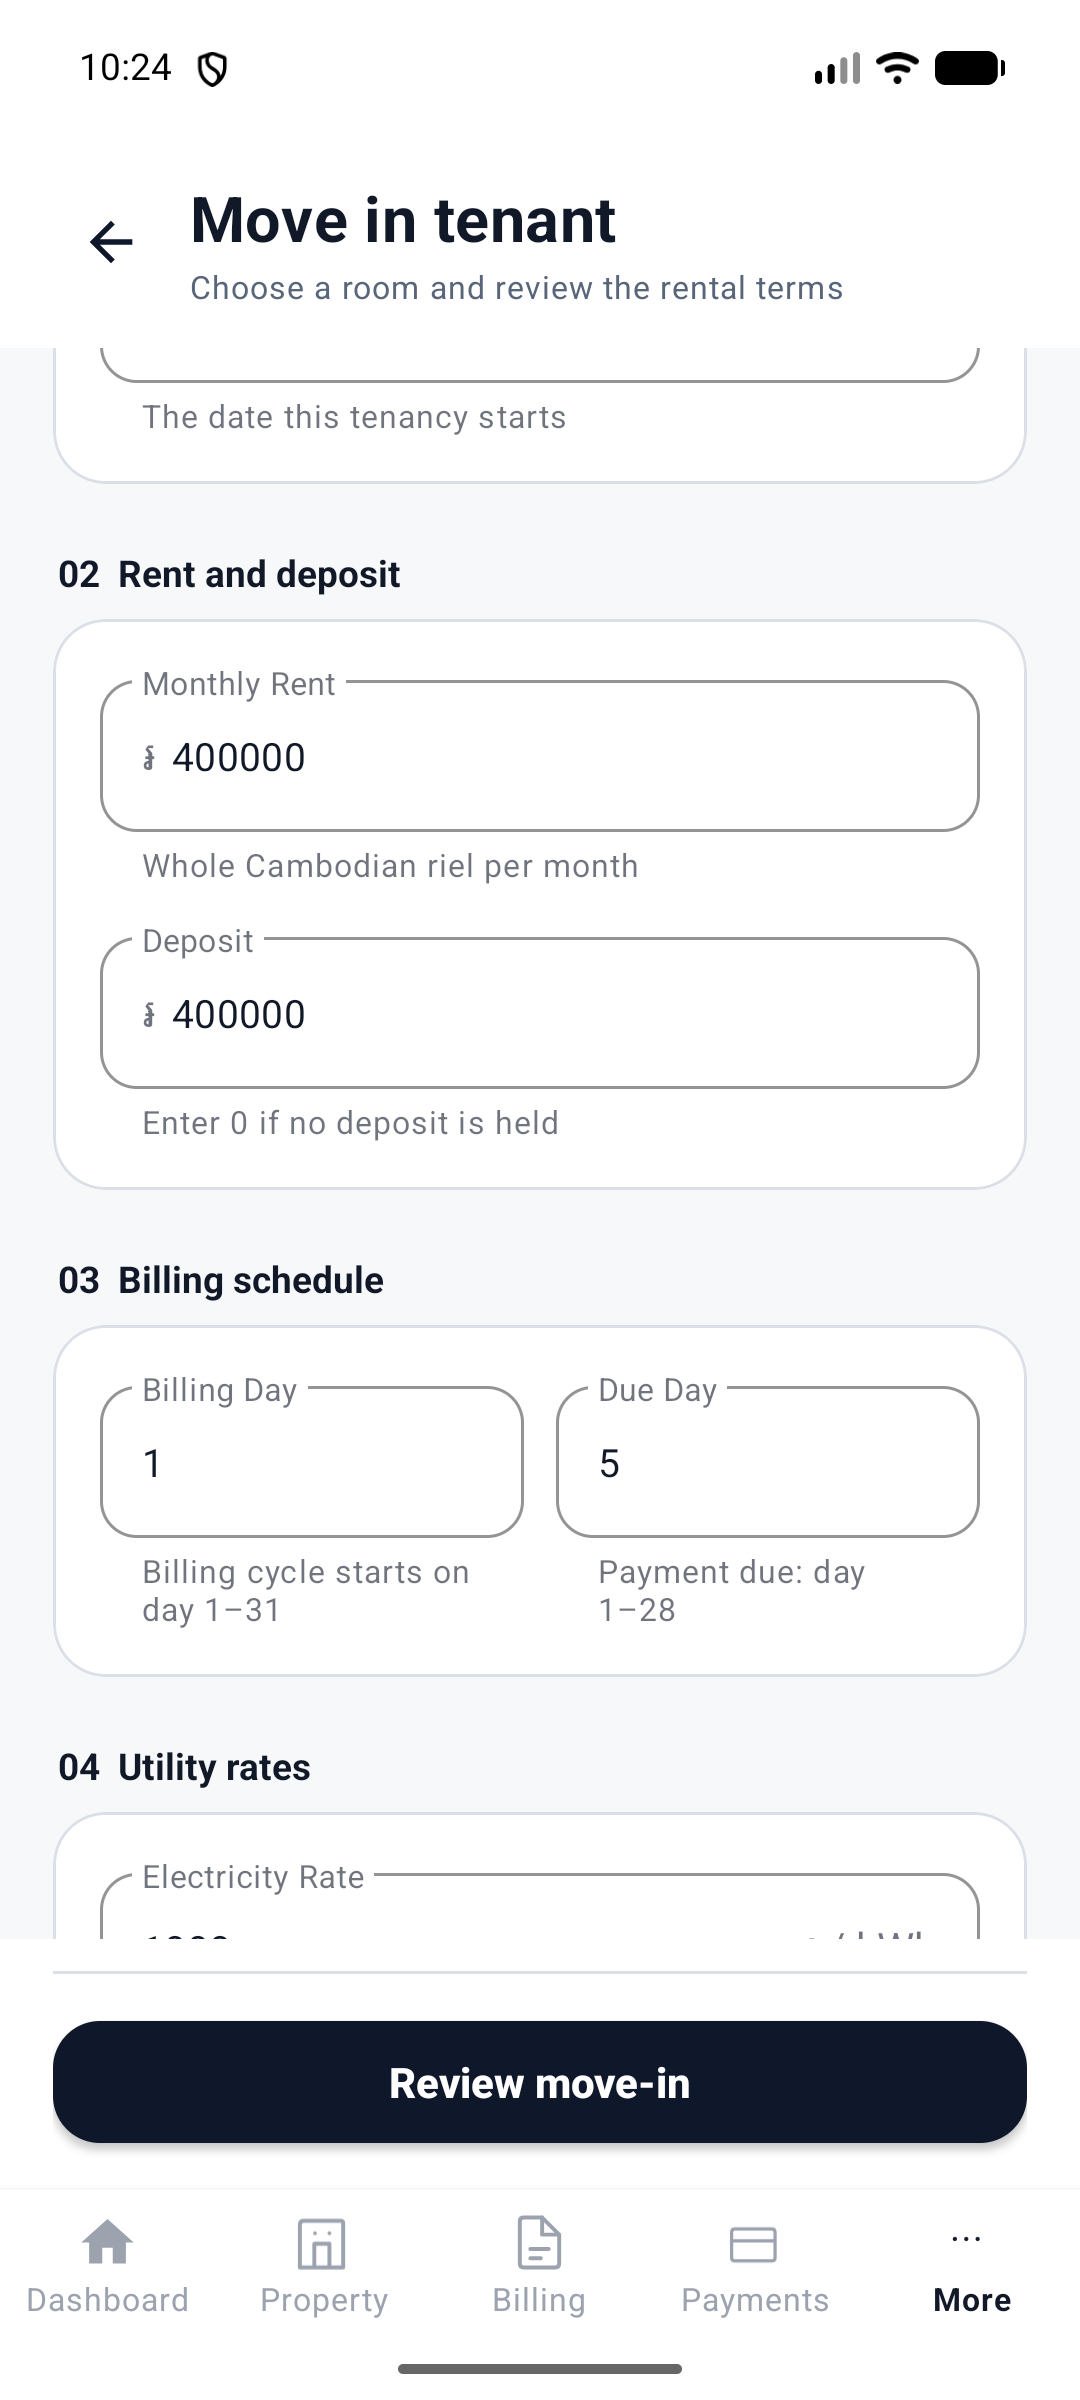 10:24
Move in tenant
Choose a room and review the rental terms
The date this tenancy starts
02 Rent and deposit
Monthly Rent
៛ 400000
Whole Cambodian riel per month
Deposit
៛ 400000
Enter 0 if no deposit is held
03 Billing schedule
Billing Day
Due Day
1
5
Billing cycle starts on
day 1–31
Payment due: day
1–28
04 Utility rates
Electricity Rate
Review move-in
Dashboard
Property
Billing
Payments
More